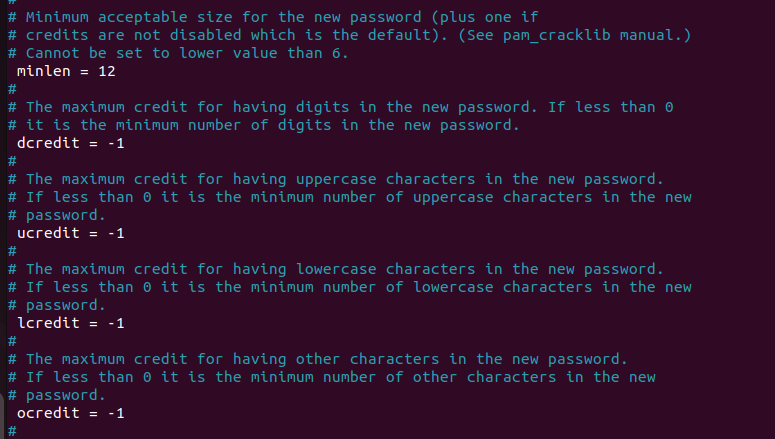 #
# Minimum acceptable size for the new password (plus one if
# credits are not disabled which is the default). (See pam_cracklib manual.)
# Cannot be set to lower value than 6.
minlen = 12
#
# The maximum credit for having digits in the new password. If less than 0
# it is the minimum number of digits in the new password.
dcredit = -1
#
# The maximum credit for having uppercase characters in the new password.
# If less than 0 it is the minimum number of uppercase characters in the new
# password.
ucredit = -1
#
# The maximum credit for having lowercase characters in the new password.
# If less than 0 it is the minimum number of lowercase characters in the new
# password.
lcredit = -1
#
# The maximum credit for having other characters in the new password.
# If less than 0 it is the minimum number of other characters in the new
# password.
ocredit = -1
#